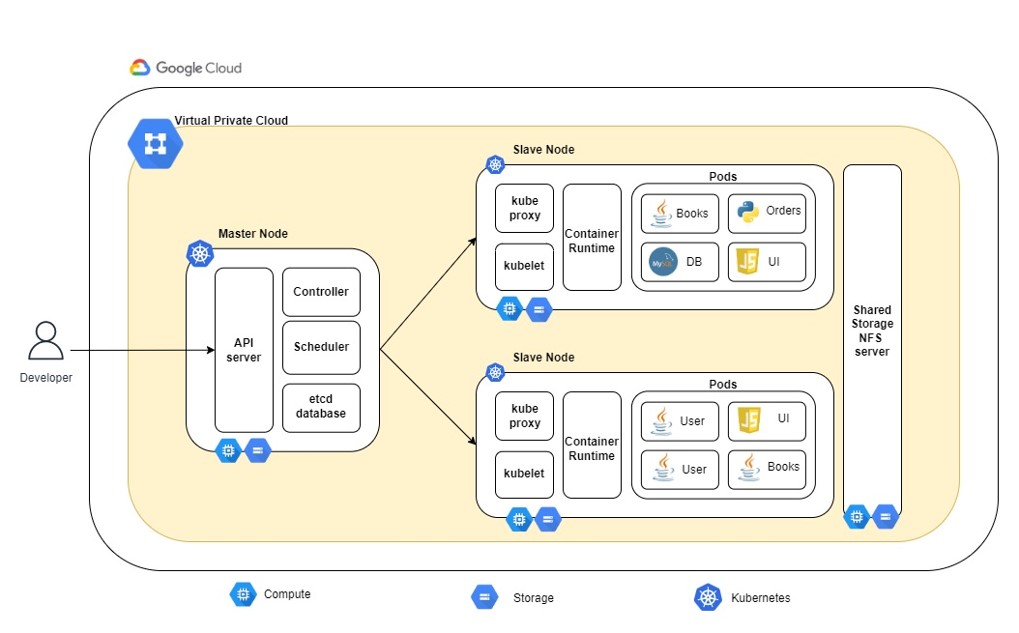 Google Cloud
Virtual Private Cloud
Master Node
API
server
Controller
Scheduler
etcd
database
Developer
Slave Node
kube
proxy
kubelet
Container
Runtime
Pods
Books
Orders
MySQL
DB
JS
UI
Slave Node
kube
proxy
kubelet
Container
Runtime
Pods
User
JS
UI
User
Books
Shared
Storage
NFS
server
Compute
Storage
Kubernetes